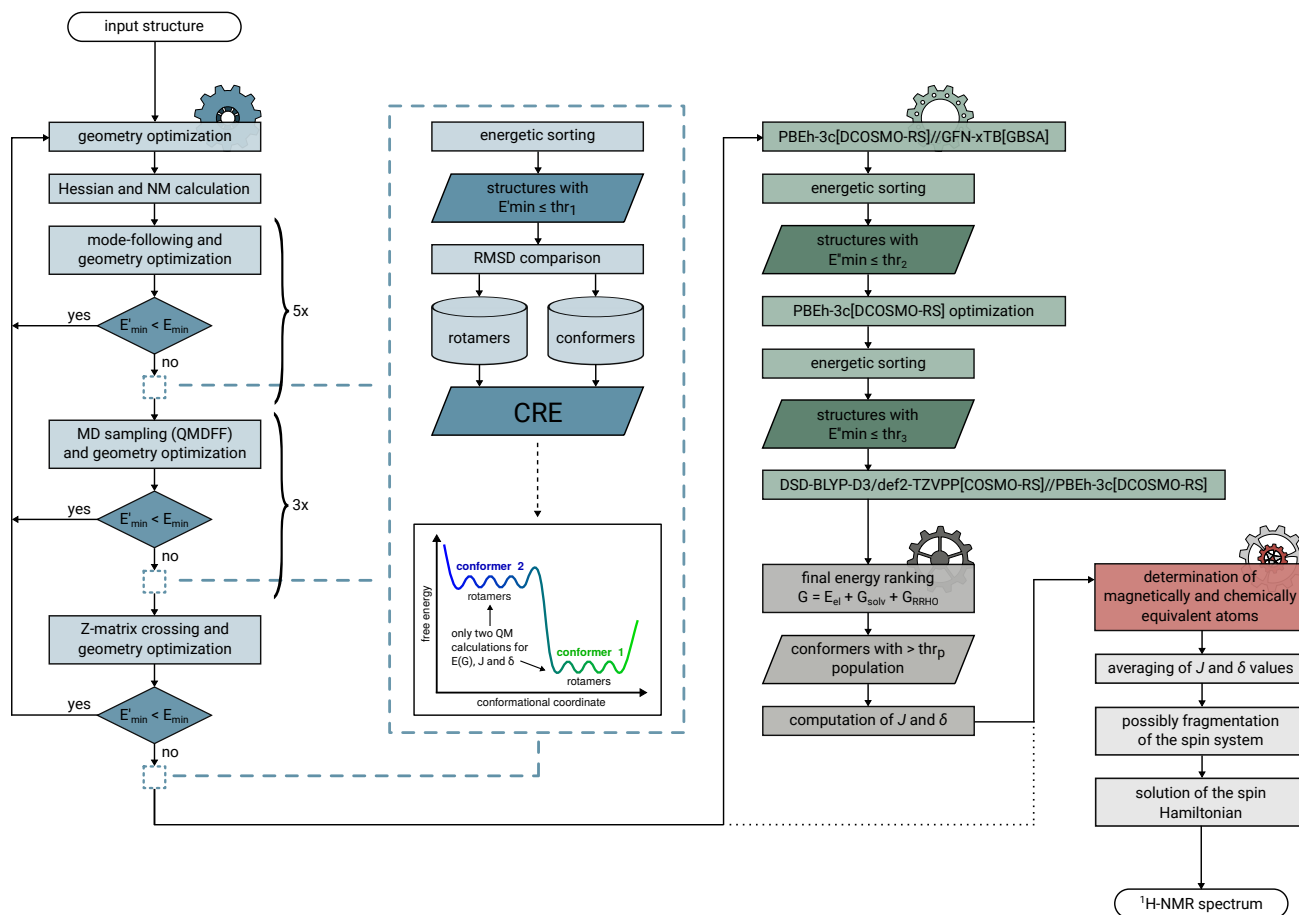 input structure
geometry optimization
Hessian and NM calculation
mode-following and
geometry optimization
E'min < Emin
yes
no
5x
MD sampling (QMDFF)
and geometry optimization
E'min < Emin
yes
no
3x
Z-matrix crossing and
geometry optimization
E'min < Emin
yes
no
energetic sorting
structures with
E'min ≤ thr1
RMSD comparison
rotamers
conformers
CRE
free energy
conformer 2
rotamers
only two QM
calculations for
E(G), J and δ
conformer 1
rotamers
conformational coordinate
PBEh-3c[DCOSMO-RS]//GFN-xTB[GBSA]
energetic sorting
structures with
E"min ≤ thr2
PBEh-3c[DCOSMO-RS] optimization
energetic sorting
structures with
E"min ≤ thr3
DSD-BLYP-D3/def2-TZVPP[COSMO-RS]//PBEh-3c[DCOSMO-RS]
final energy ranking
G = Eel + Gsolv + GRRHO
conformers with > thrp
population
computation of J and δ
determination of
magnetically and chemically
equivalent atoms
averaging of J and δ values
possibly fragmentation
of the spin system
solution of the spin
Hamiltonian
¹H-NMR spectrum